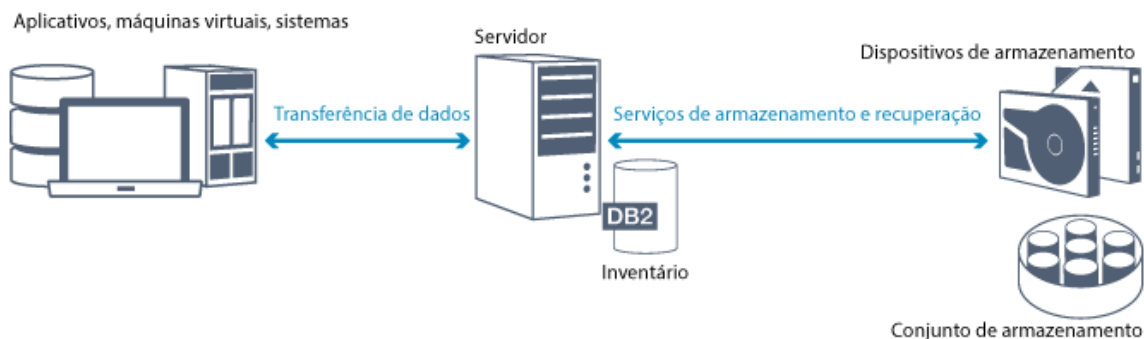 Aplicativos, máquinas virtuais, sistemas
Servidor
Dispositivos de armazenamento
Transferência de dados
Serviços de armazenamento e recuperação
DB2
Inventário
Conjunto de armazenamento